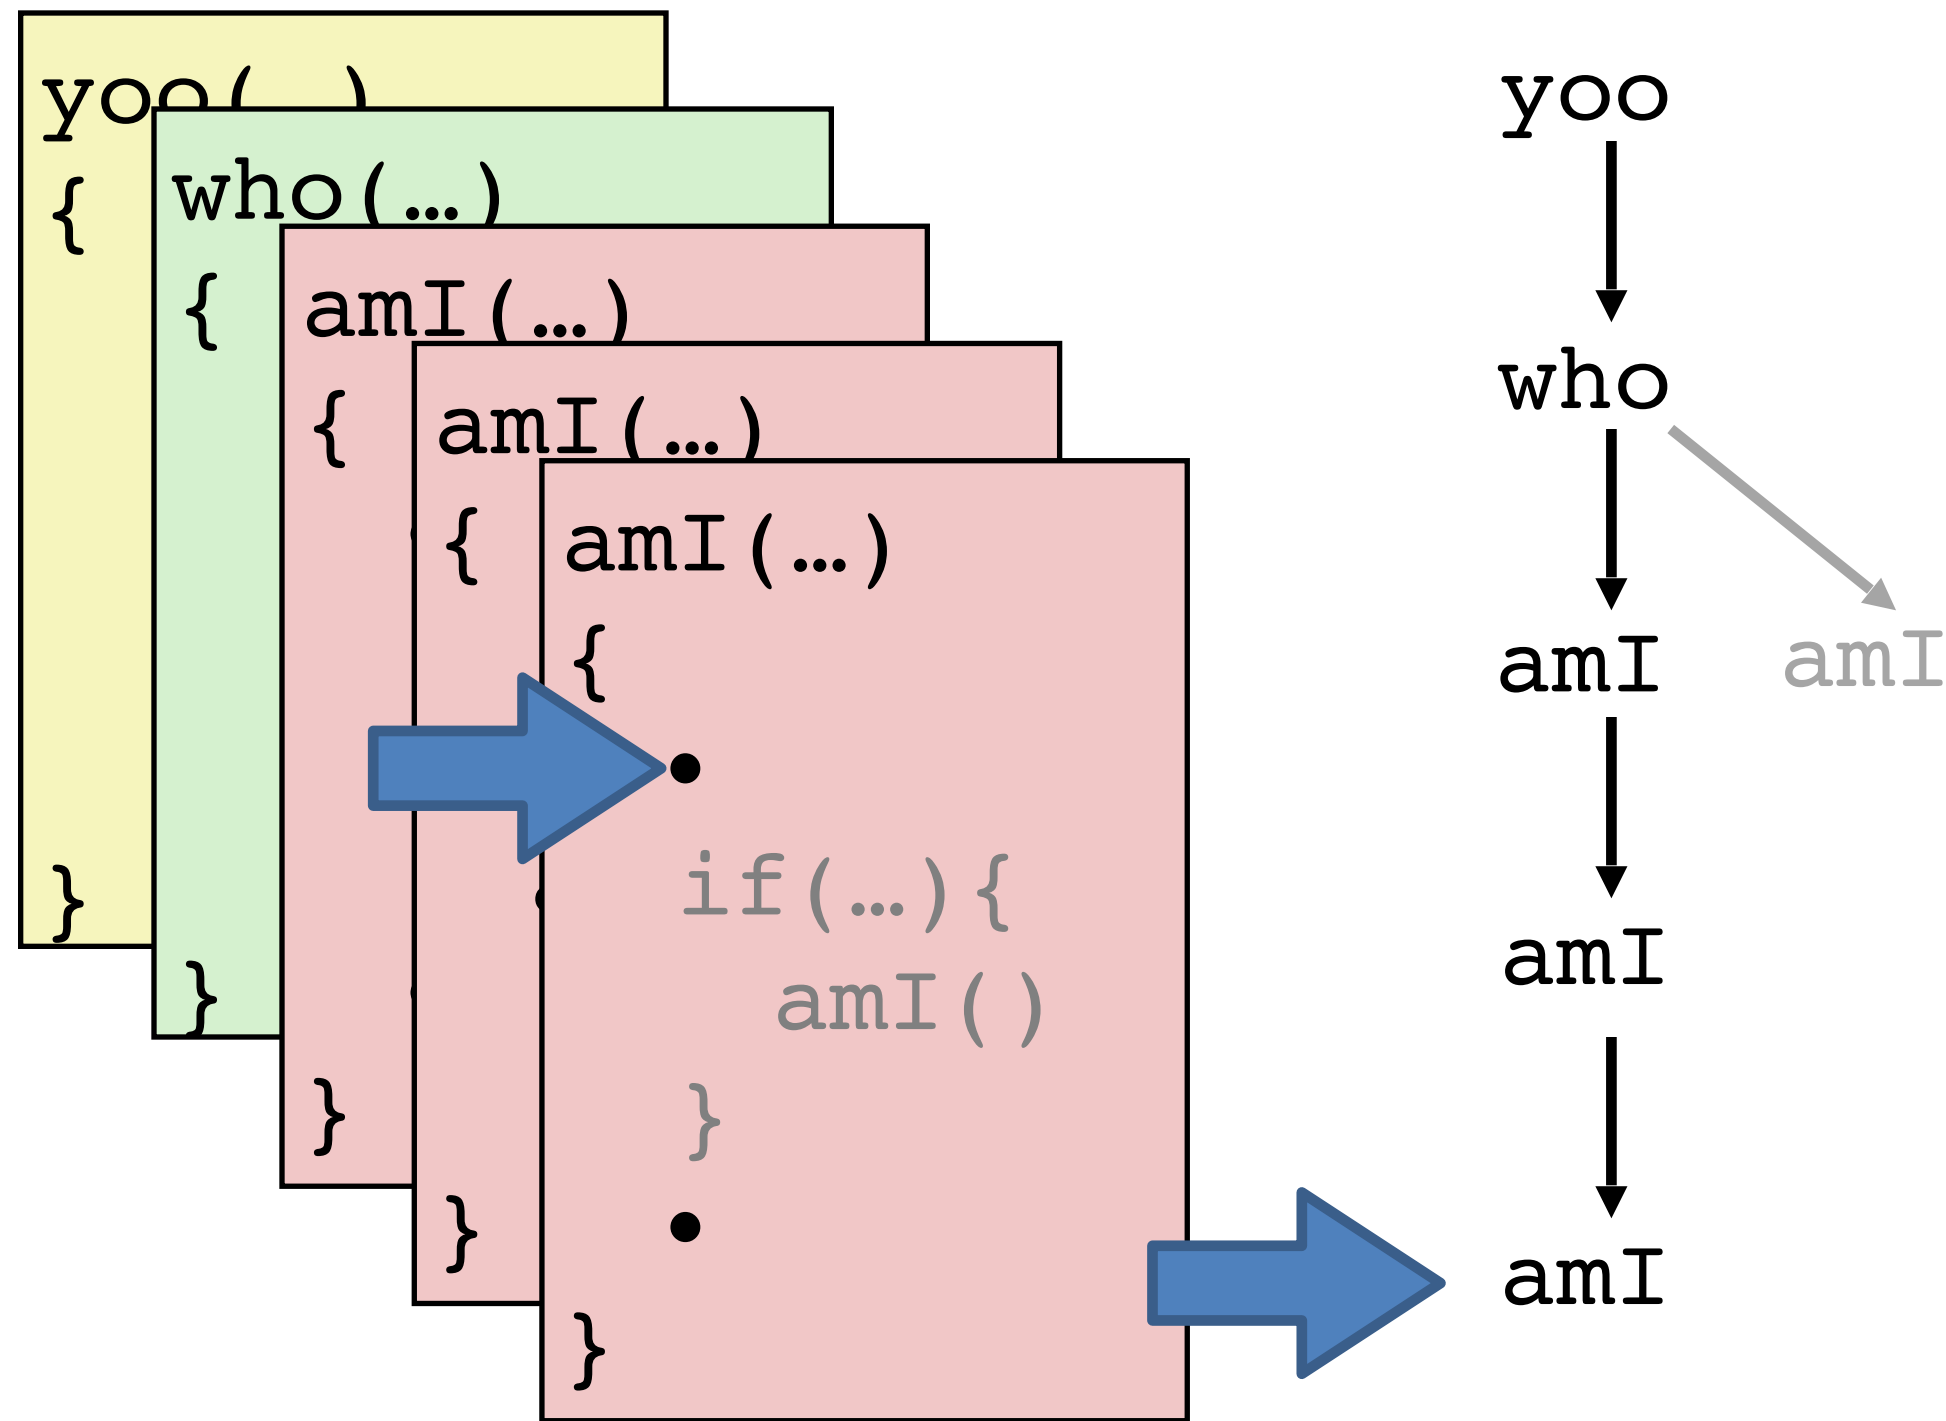 yoo(…)
{
}
who(…)
{
}
amI(…)
{
}
amI(…)
{
}
amI(…)
{
•
if(…){
amI()
}
•
}
yoo
who
amI amI
amI
amI